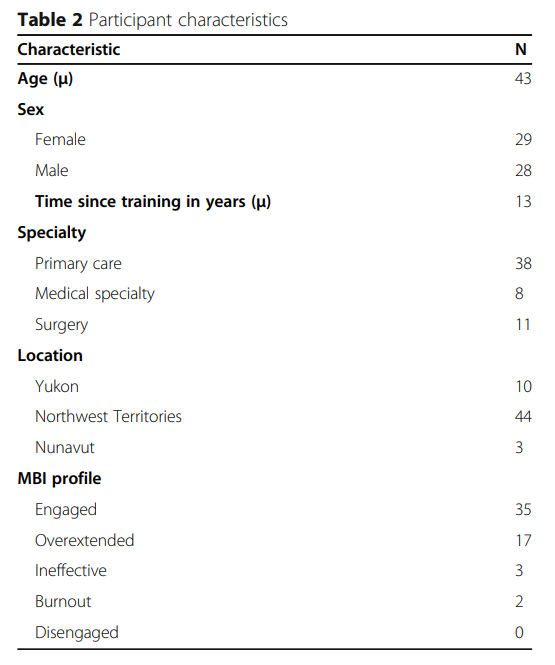 Table 2 Participant characteristics
Characteristic N
Age (μ) 43
Sex
Female 29
Male 28
Time since training in years (μ) 13
Specialty
Primary care 38
Medical specialty 8
Surgery 11
Location
Yukon 10
Northwest Territories 44
Nunavut 3
MBI profile
Engaged 35
Overextended 17
Ineffective 3
Burnout 2
Disengaged 0